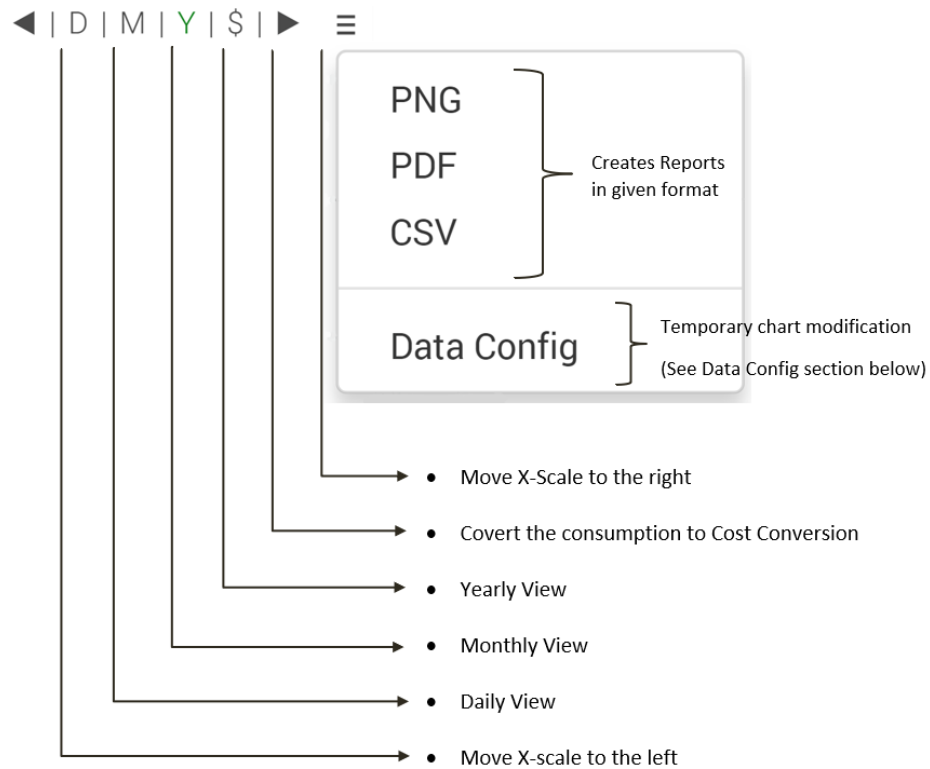 ◀ | D | M | Y | $ | ▶ ☰
PNG
PDF
CSV
Creates Reports
in given format
Data Config
Temporary chart modification
(See Data Config section below)
• Move X-Scale to the right
• Covert the consumption to Cost Conversion
• Yearly View
• Monthly View
• Daily View
• Move X-scale to the left